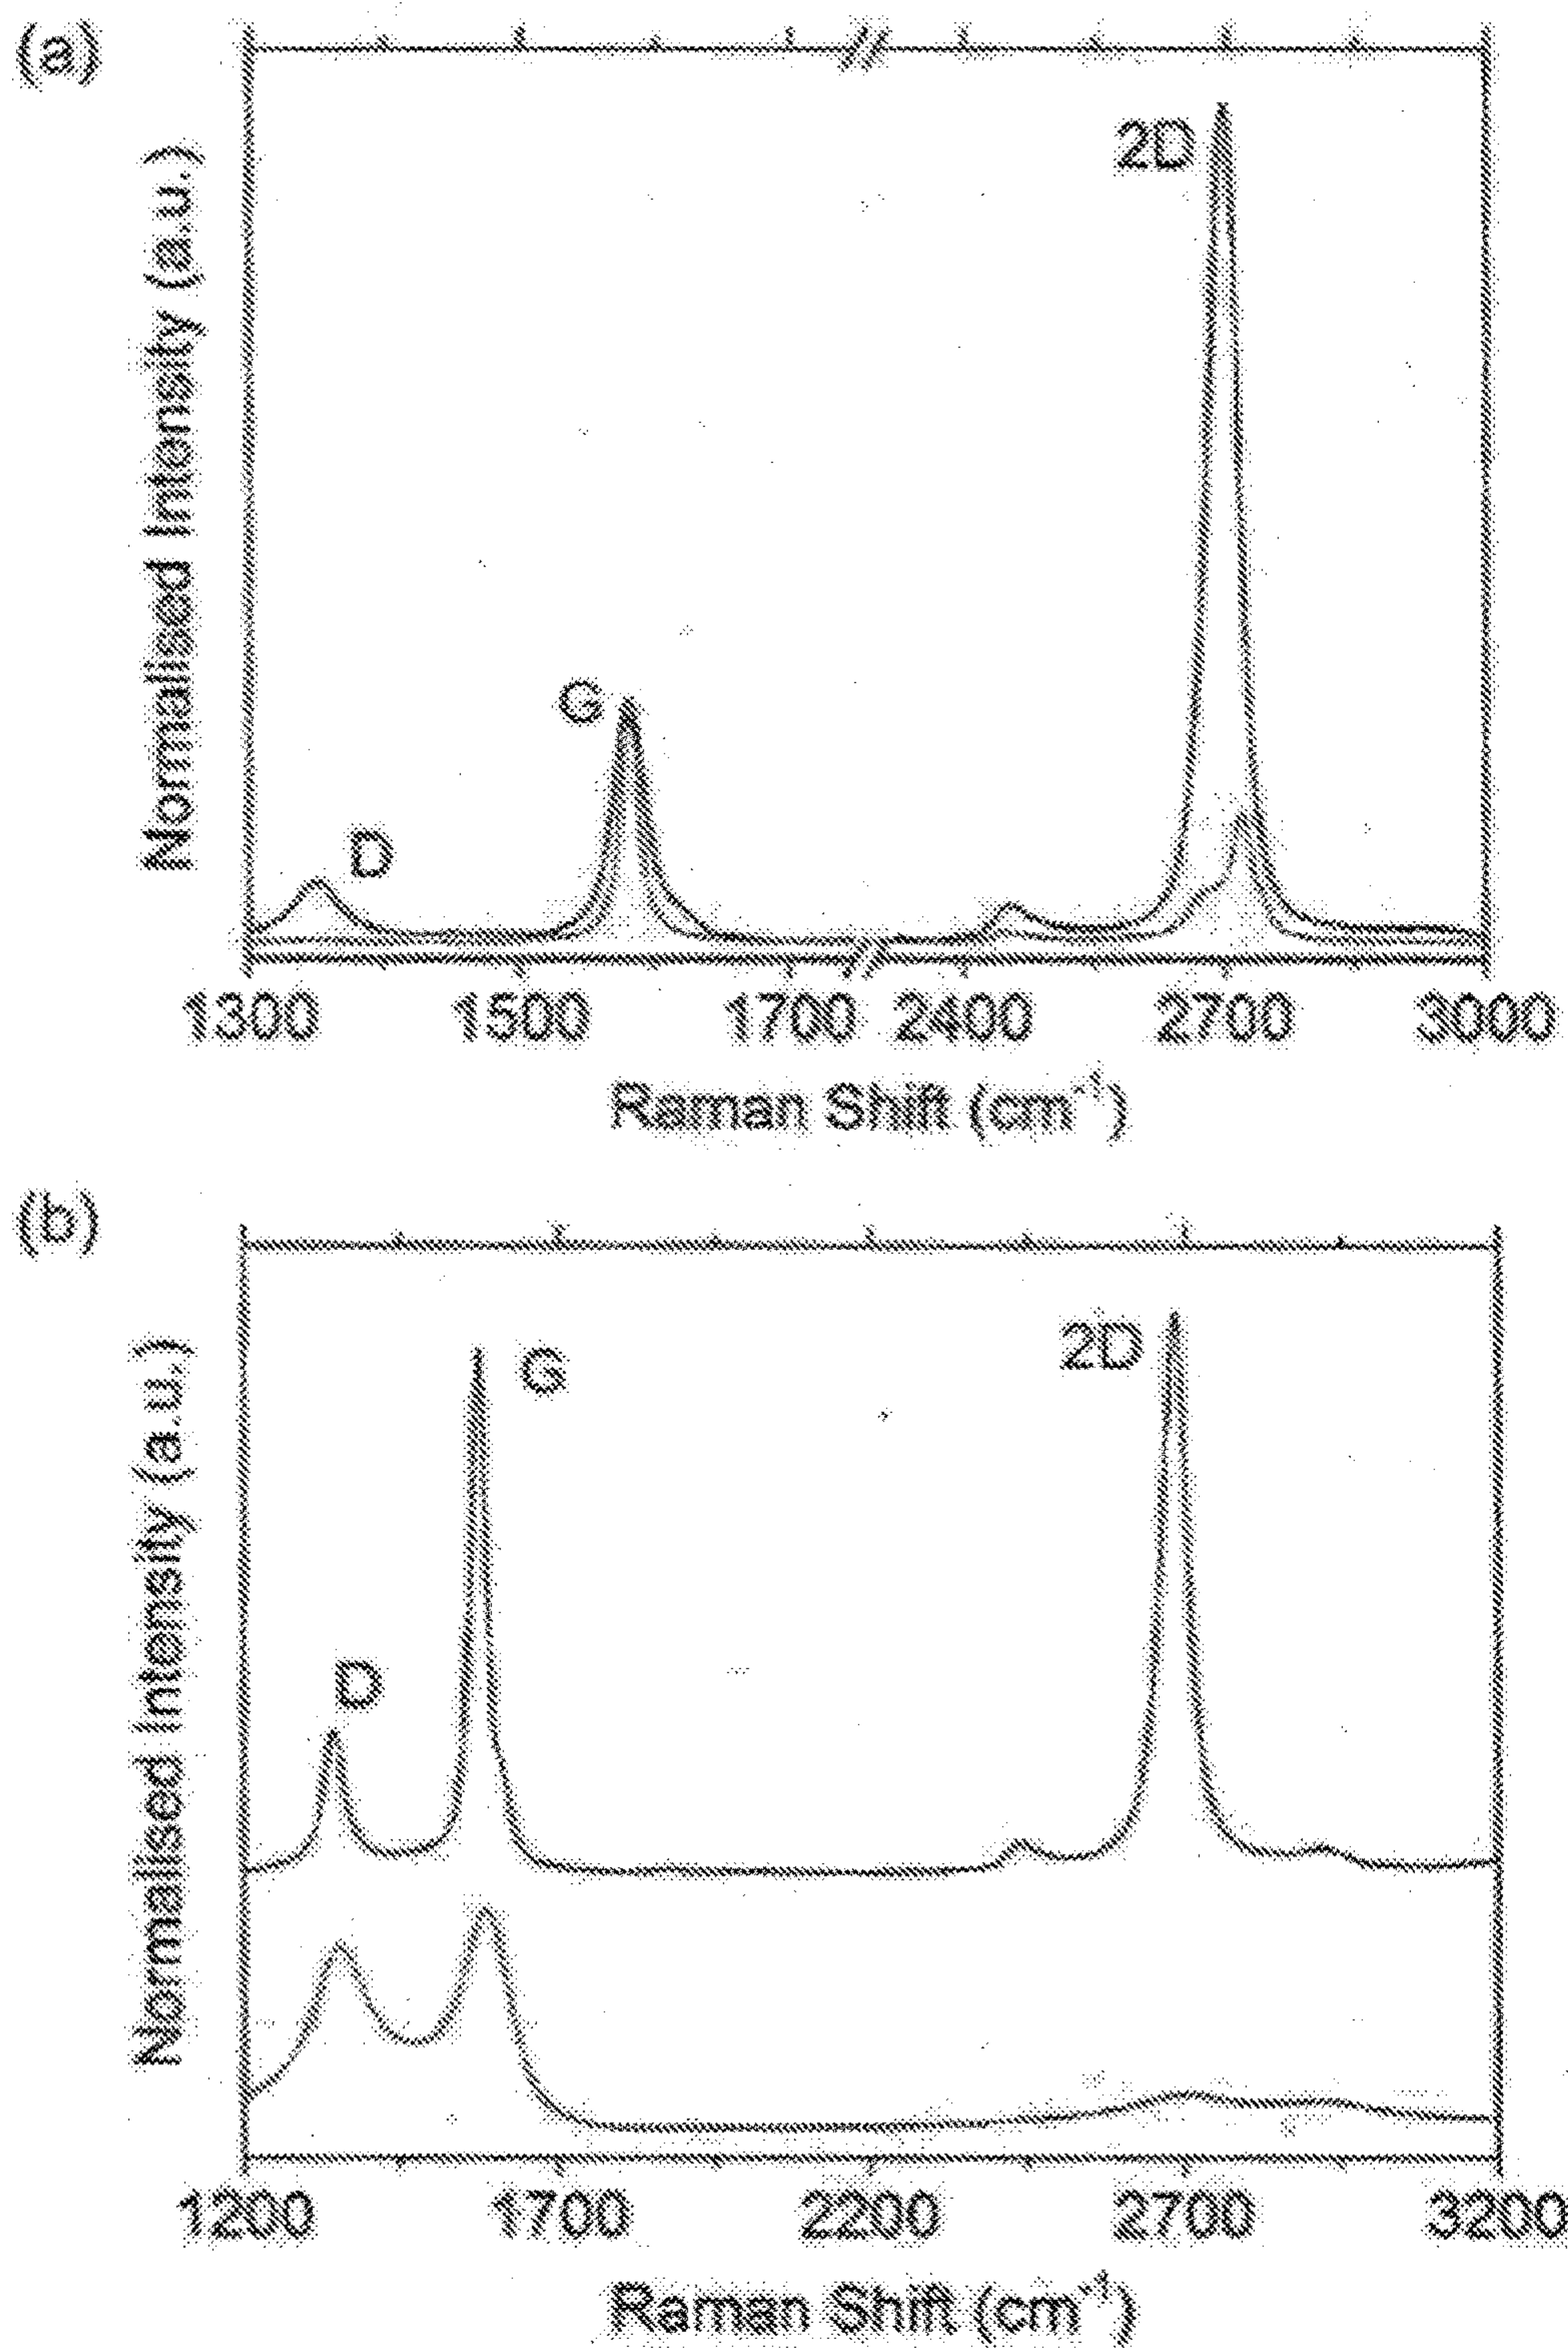 (a)
Normalised Intensity (a.u.)
2D
G
D
1300 1500 1700 2400 2700 3000
Raman Shift (cm⁻¹)
(b)
Normalised Intensity (a.u.)
2D
G
D
1200 1700 2200 2700 3200
Raman Shift (cm⁻¹)